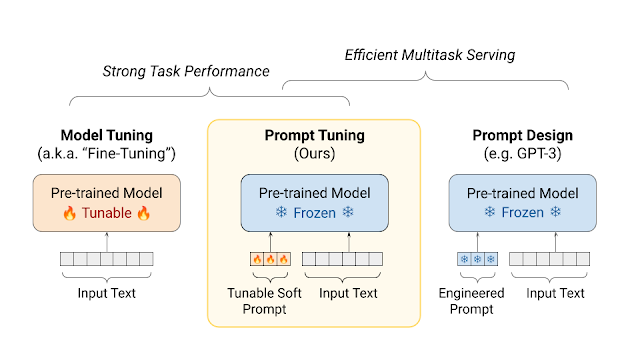 Efficient Multitask Serving
Strong Task Performance
Model Tuning
(a.k.a. “Fine-Tuning”)
Pre-trained Model
Tunable
Input Text
Prompt Tuning
(Ours)
Pre-trained Model
Frozen
Tunable Soft
Prompt
Input Text
Prompt Design
(e.g. GPT-3)
Pre-trained Model
Frozen
Engineered
Prompt
Input Text